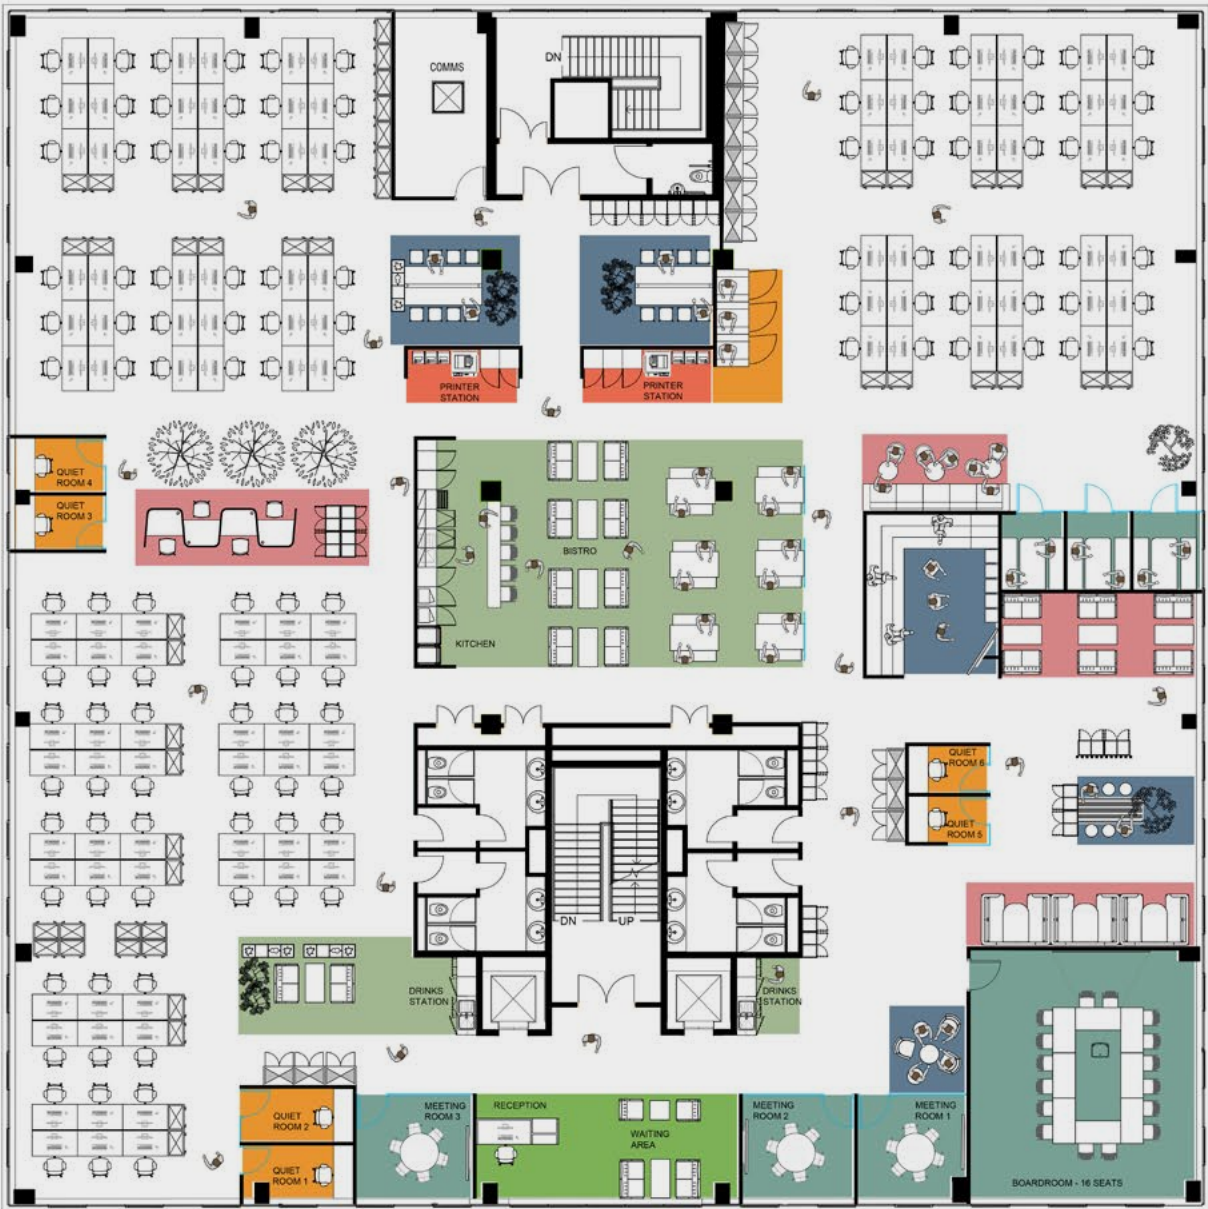 COMMS
DN
PRINTER
STATION
PRINTER
STATION
QUIET
ROOM 4
QUIET
ROOM 3
BISTRO
KITCHEN
QUIET
ROOM 6
QUIET
ROOM 5
DN
UP
DRINKS
STATION
DRINKS
STATION
QUIET
ROOM 2
QUIET
ROOM 1
MEETING
ROOM 3
RECEPTION
WAITING
AREA
MEETING
ROOM 2
MEETING
ROOM 1
BOARDROOM - 16 SEATS